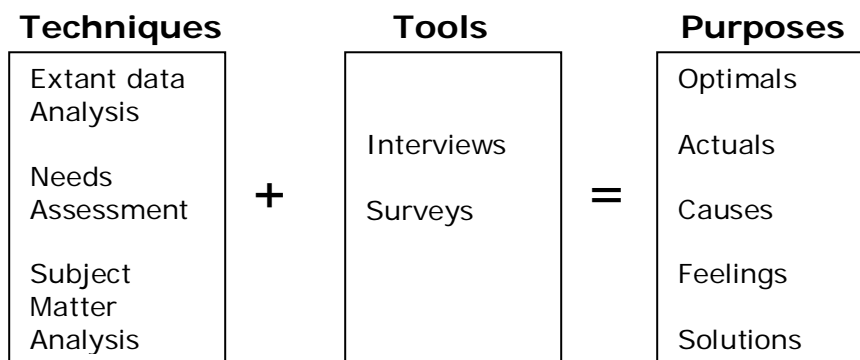 Techniques
Extant data
Analysis
Needs
Assessment
Subject
Matter
Analysis
+
Tools
Interviews
Surveys
=
Purposes
Optimals
Actuals
Causes
Feelings
Solutions